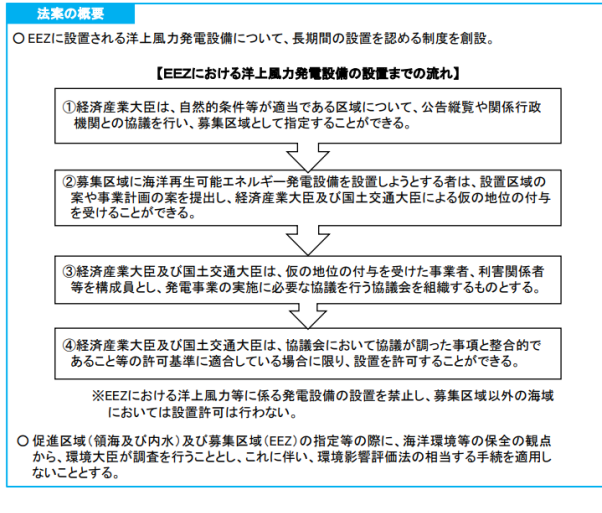 法案の概要
○ EEZに設置される洋上風力発電設備について、長期間の設置を認める制度を創設。
【EEZにおける洋上風力発電設備の設置までの流れ】
①経済産業大臣は、自然的条件等が適当である区域について、公告縦覧や関係行政
機関との協議を行い、募集区域として指定することができる。
②募集区域に海洋再生可能エネルギー発電設備を設置しようとする者は、設置区域の
案や事業計画の案を提出し、経済産業大臣及び国土交通大臣による仮の地位の付与
を受けることができる。
③経済産業大臣及び国土交通大臣は、仮の地位の付与を受けた事業者、利害関係者
等を構成員とし、発電事業の実施に必要な協議を行う協議会を組織するものとする。
④経済産業大臣及び国土交通大臣は、協議会において協議が調った事項と整合的で
あること等の許可基準に適合している場合に限り、設置を許可することができる。
※EEZにおける洋上風力等に係る発電設備の設置を禁止し、募集区域以外の海域
においては設置許可は行わない。
○ 促進区域(領海及び内水)及び募集区域(EEZ)の指定等の際に、海洋環境等の保全の観点
から、環境大臣が調査を行うこととし、これに伴い、環境影響評価法の相当する手続を適用し
ないこととする。